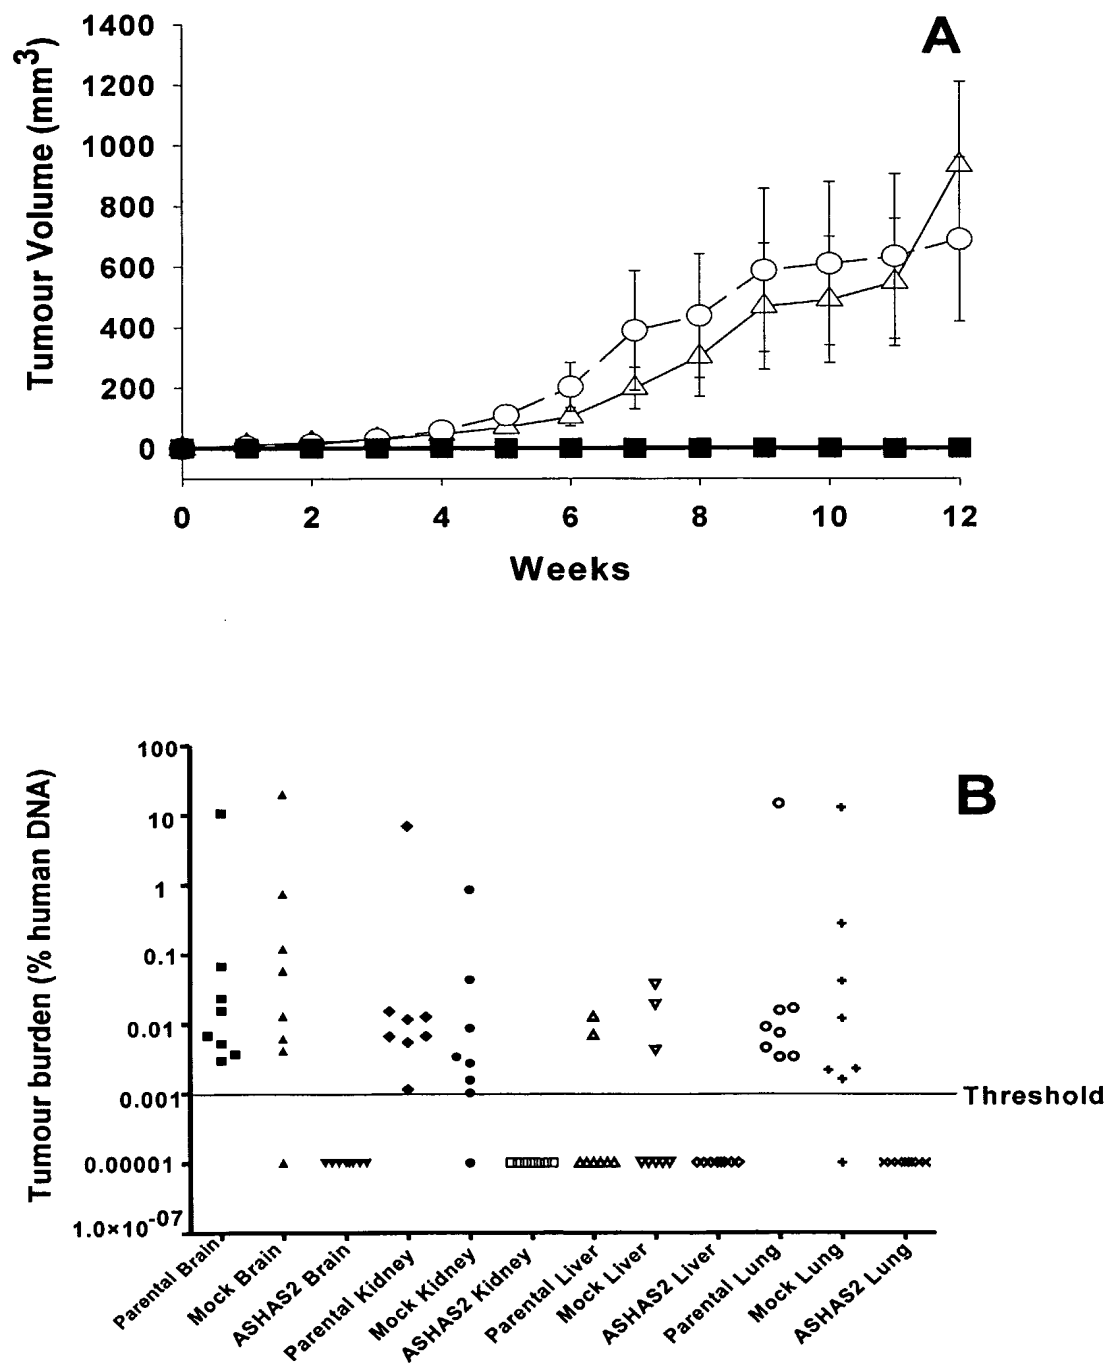 A
Tumour Volume (mm3)
1400
1200
1000
800
600
400
200
0
0 2 4 6 8 10 12
Weeks
B
Tumour burden (% human DNA)
100
10
1
0.1
0.01
0.001
Threshold
0.00001
1.0×10-07
Parental Brain
Mock Brain
ASHAS2 Brain
Parental Kidney
Mock Kidney
ASHAS2 Kidney
Parental Liver
Mock Liver
ASHAS2 Liver
Parental Lung
Mock Lung
ASHAS2 Lung